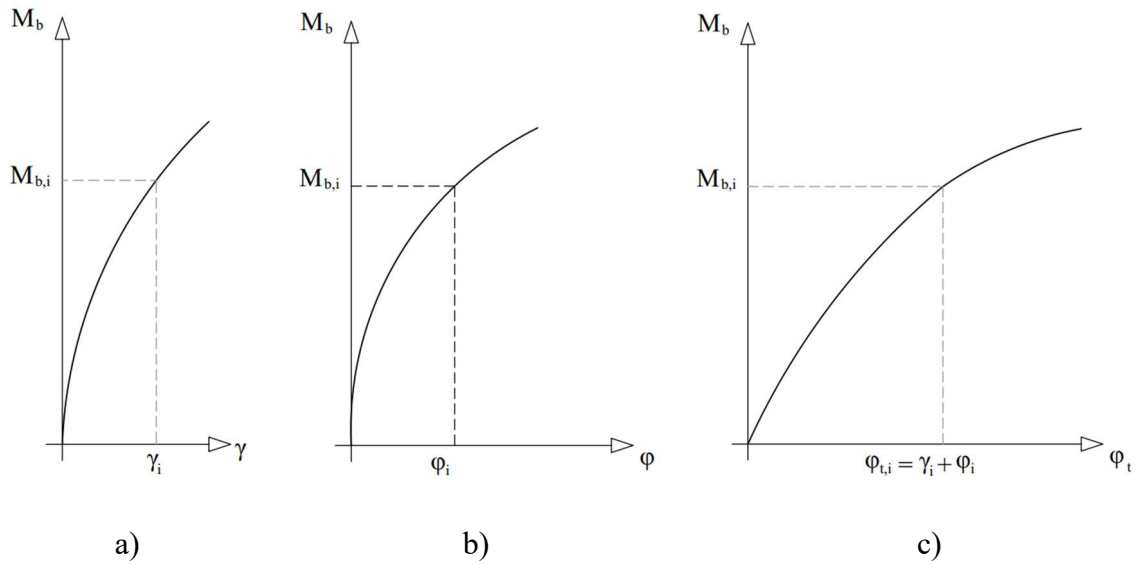 M_b
M_b,i
γ_i
γ
a)
M_b
M_b,i
φ_i
φ
b)
M_b
M_b,i
φ_t,i = γ_i + φ_i
φ_t
c)